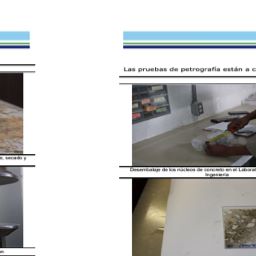 Las pruebas de petrografía están a c
o, secado y
Desembalaje de los núcleos de concreto en el Labora
Ingeniería